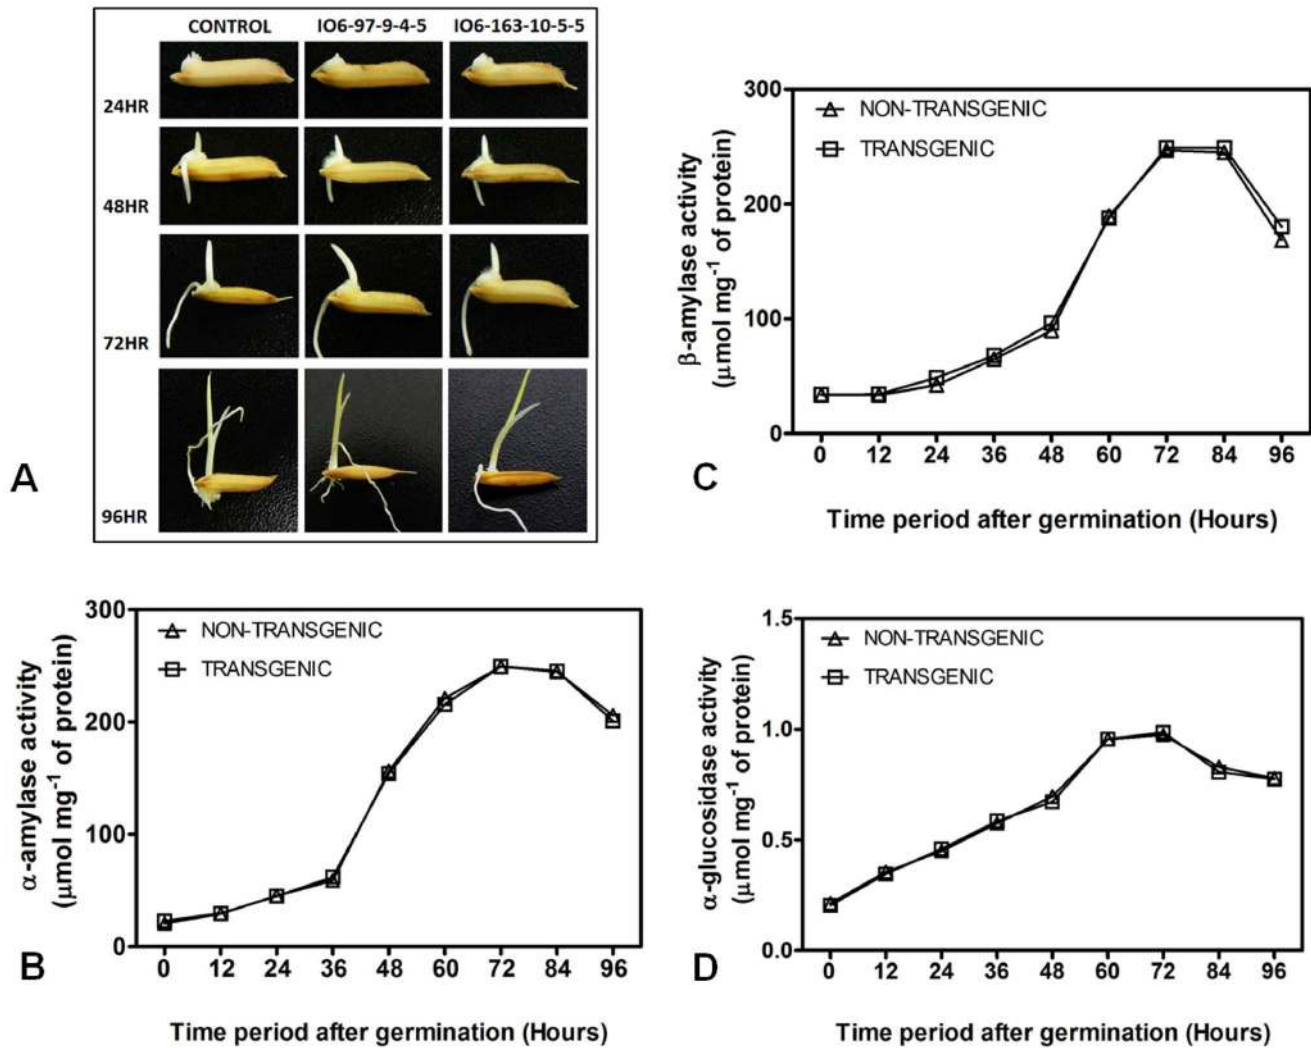 CONTROL IO6-97-9-4-5 IO6-163-10-5-5
24HR
48HR
72HR
96HR
A
300
200
100
0
β-amylase activity
(μmol mg⁻¹ of protein)
NON-TRANSGENIC
TRANSGENIC
0 12 24 36 48 60 72 84 96
Time period after germination (Hours)
C
300
200
100
0
α-amylase activity
(μmol mg⁻¹ of protein)
NON-TRANSGENIC
TRANSGENIC
0 12 24 36 48 60 72 84 96
Time period after germination (Hours)
B
1.5
1.0
0.5
0.0
α-glucosidase activity
(μmol mg⁻¹ of protein)
NON-TRANSGENIC
TRANSGENIC
0 12 24 36 48 60 72 84 96
Time period after germination (Hours)
D